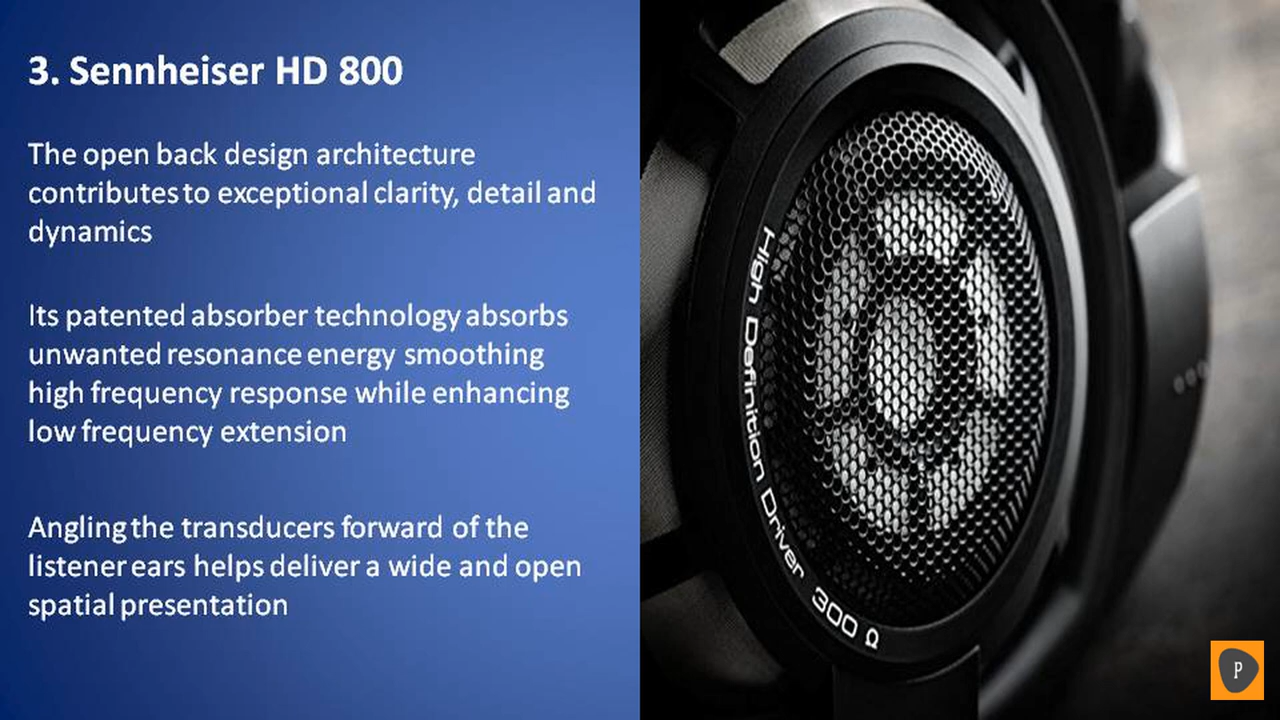 3. Sennheiser HD 800
The open back design architecture
contributes to exceptional clarity, detail and
dynamics
Its patented absorber technology absorbs
unwanted resonance energy smoothing
high frequency response while enhancing
low frequency extension
Angling the transducers forward of the
listener ears helps deliver a wide and open
spatial presentation
High Definition Driver 300 Ω
P